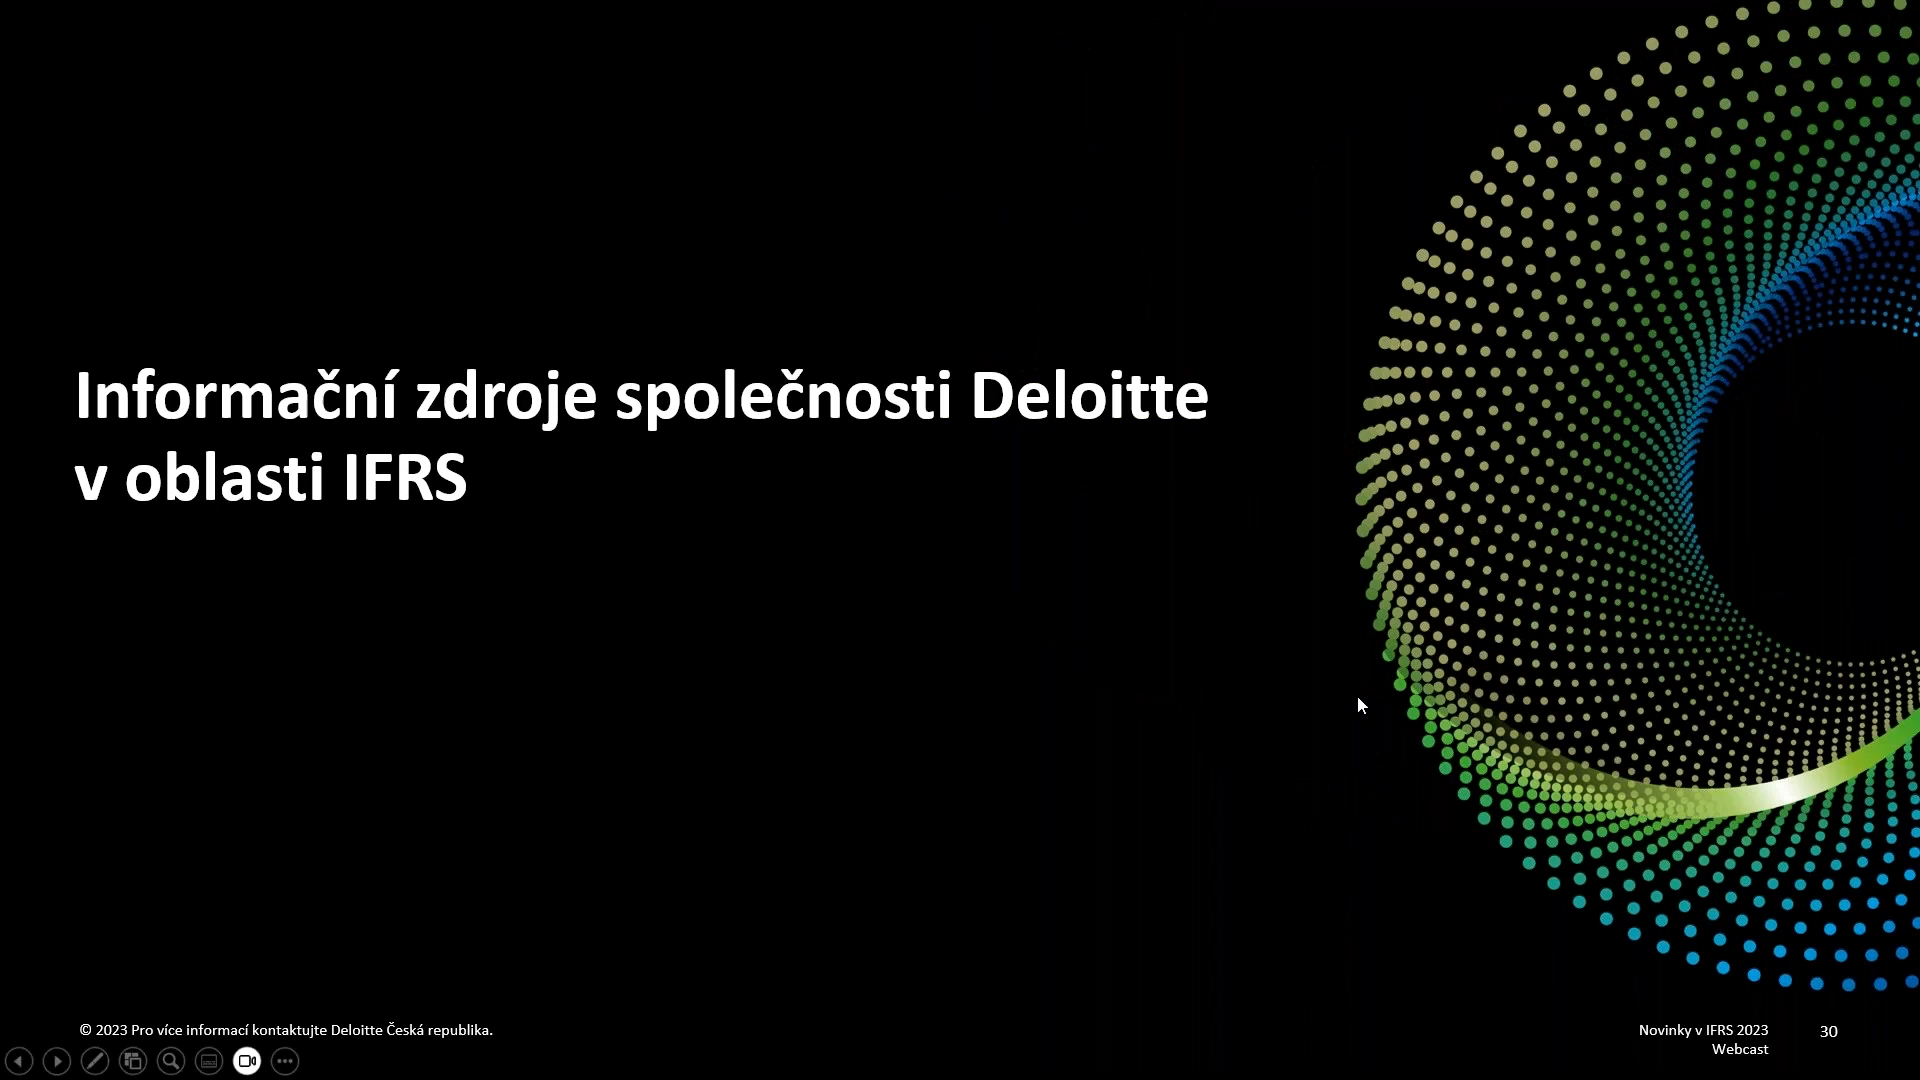 Informační zdroje společnosti Deloitte
v oblasti IFRS
© 2023 Pro více informací kontaktujte Deloitte Česká republika.
Novinky v IFRS 2023
Webcast
30